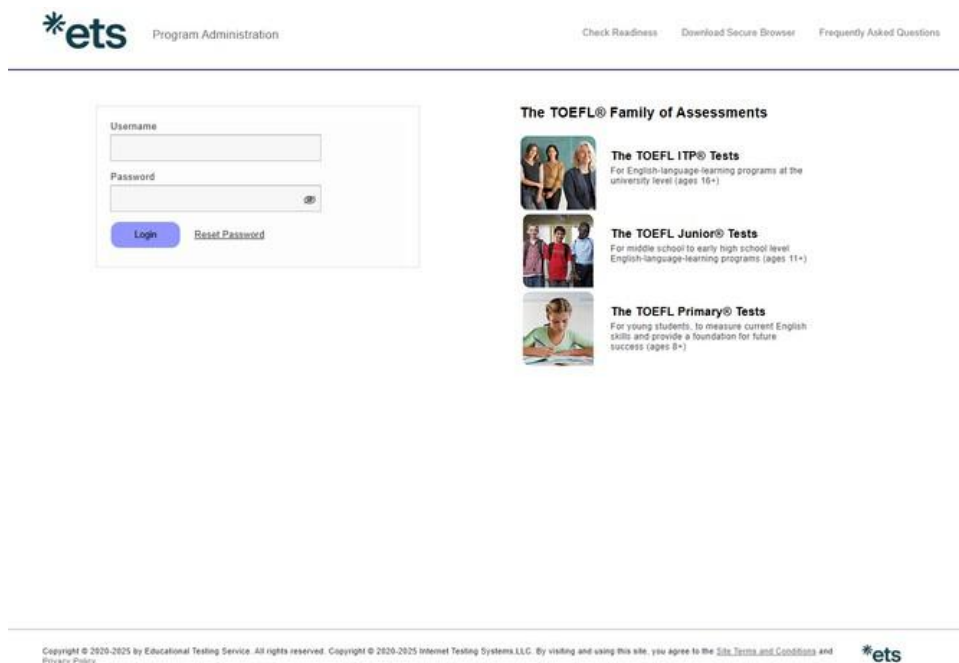 *ets
Program Administration
Check Readiness
Download Secure Browser
Frequently Asked Questions
Username
Password
Login
Reset Password
The TOEFL® Family of Assessments
The TOEFL ITP® Tests
For English-language-learning programs at the
university level (ages 16+)
The TOEFL Junior® Tests
For middle school to early high school level
English-language-learning programs (ages 11+)
The TOEFL Primary® Tests
For young students, to measure current English
skills and provide a foundation for future
success (ages 8+)
Copyright © 2020-2025 by Educational Testing Service. All rights reserved. Copyright © 2020-2025 Internet Testing Systems,LLC. By visiting and using this site, you agree to the Site Terms and Conditions and
Privacy Policy
*ets